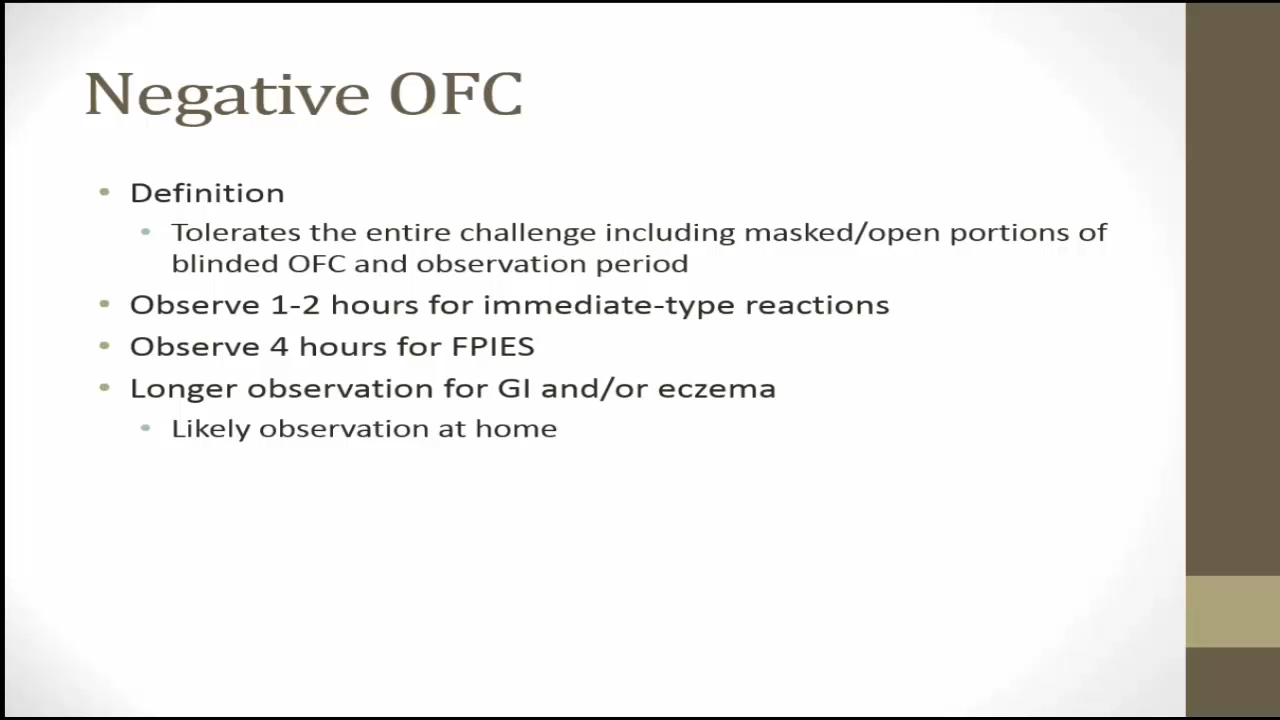 Negative OFC
• Definition
• Tolerates the entire challenge including masked/open portions of
blinded OFC and observation period
• Observe 1-2 hours for immediate-type reactions
• Observe 4 hours for FPIES
• Longer observation for GI and/or eczema
• Likely observation at home